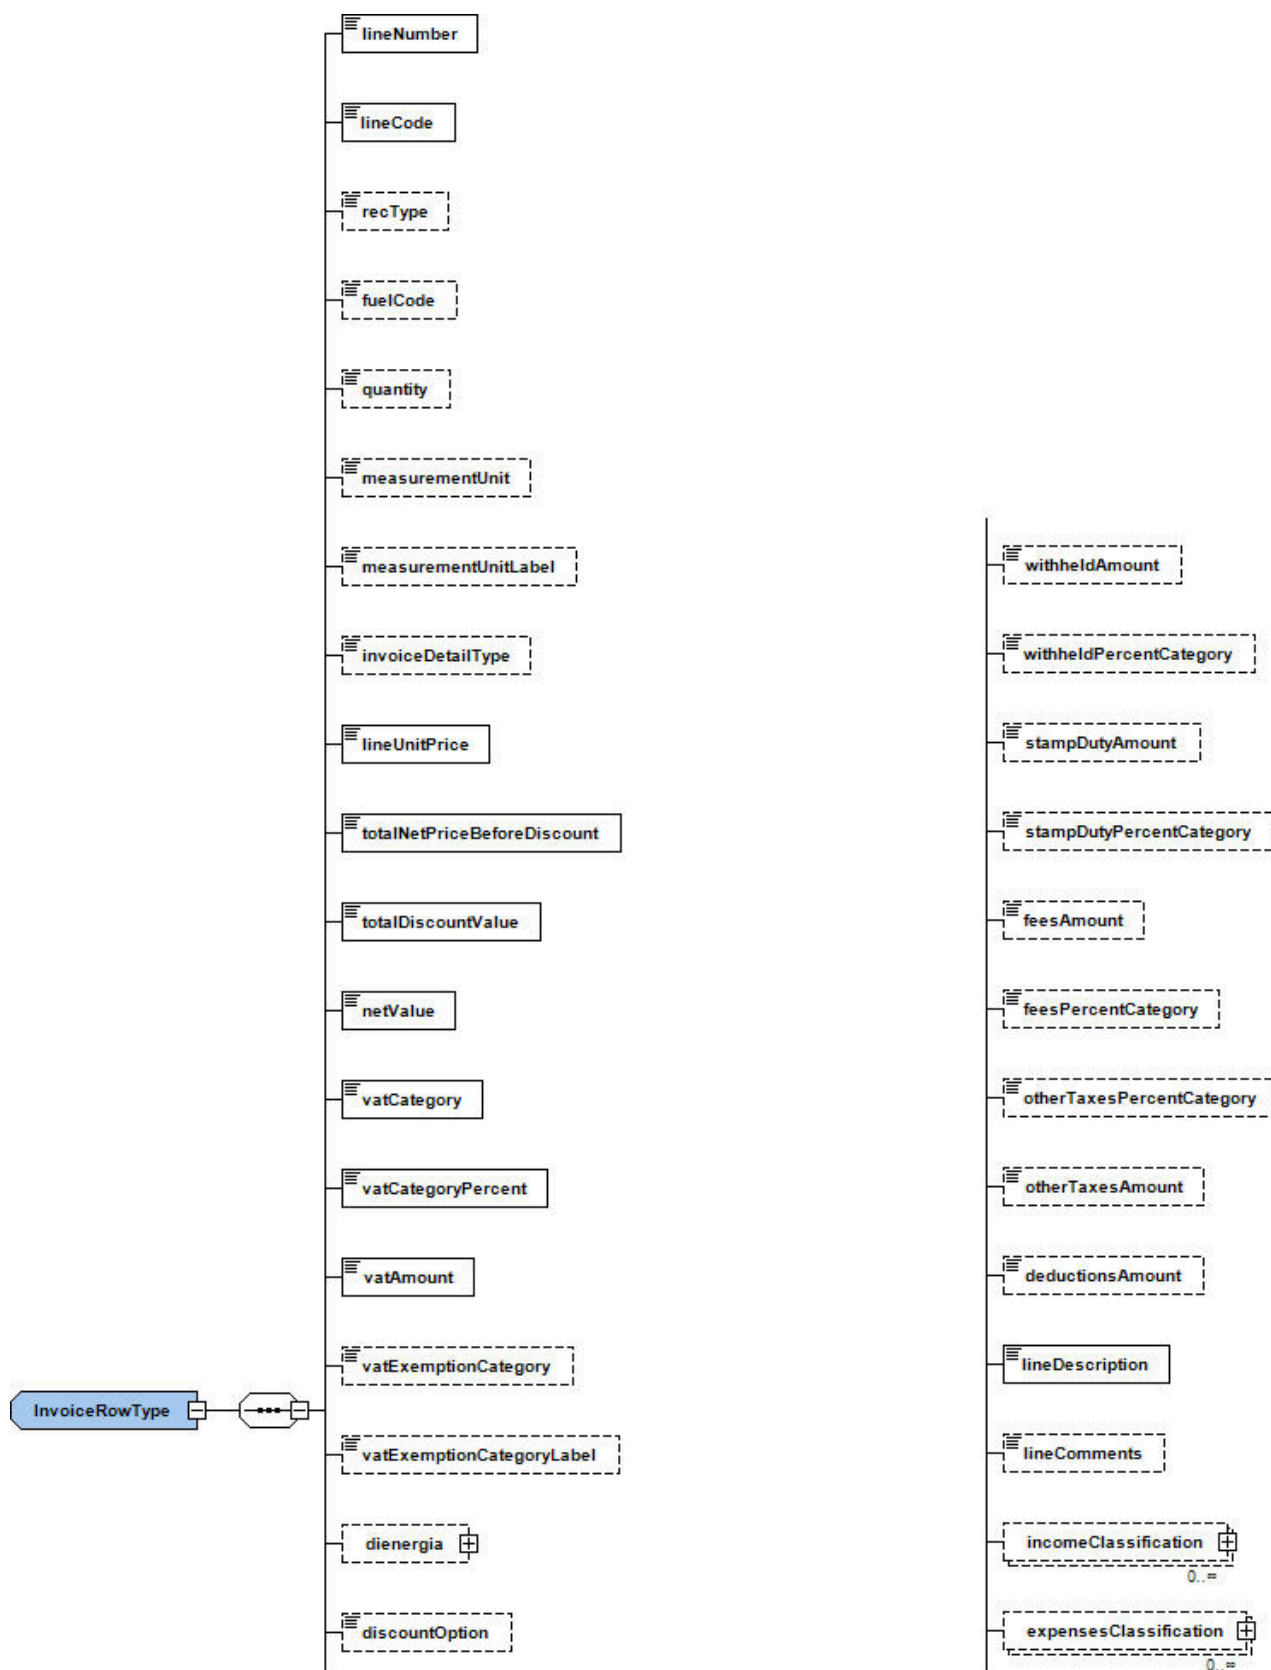 lineNumber
lineCode
recType
fuelCode
quantity
measurementUnit
measurementUnitLabel
invoiceDetailType
lineUnitPrice
totalNetPriceBeforeDiscount
totalDiscountValue
netValue
vatCategory
vatCategoryPercent
vatAmount
vatExemptionCategory
InvoiceRowType
vatExemptionCategoryLabel
dienergia
discountOption
withheldAmount
withheldPercentCategory
stampDutyAmount
stampDutyPercentCategory
feesAmount
feesPercentCategory
otherTaxesPercentCategory
otherTaxesAmount
deductionsAmount
lineDescription
lineComments
incomeClassification
0..∞
expensesClassification
0..∞